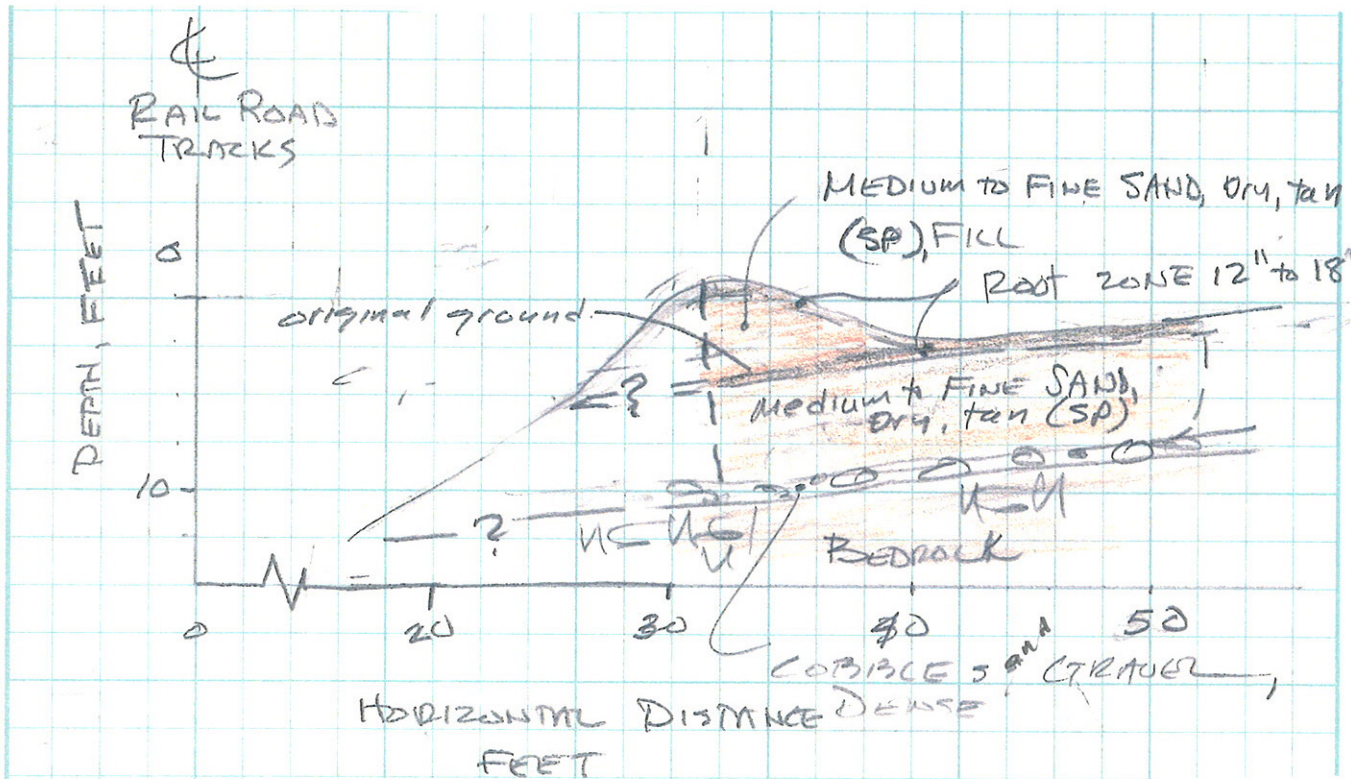 ℄
RAIL ROAD
TRACKS
MEDIUM to FINE SAND, Dry, tan
(SP), FILL
ROOT ZONE 12" to 18"
DEPTH, FEET
0
original ground
?
Medium to FINE SAND,
Dry, tan (SP)
10
?
BEDROCK
0 20 30 40 50
COBBLES and GRAVEL,
DENSE
HORIZONTAL DISTANCE
FEET